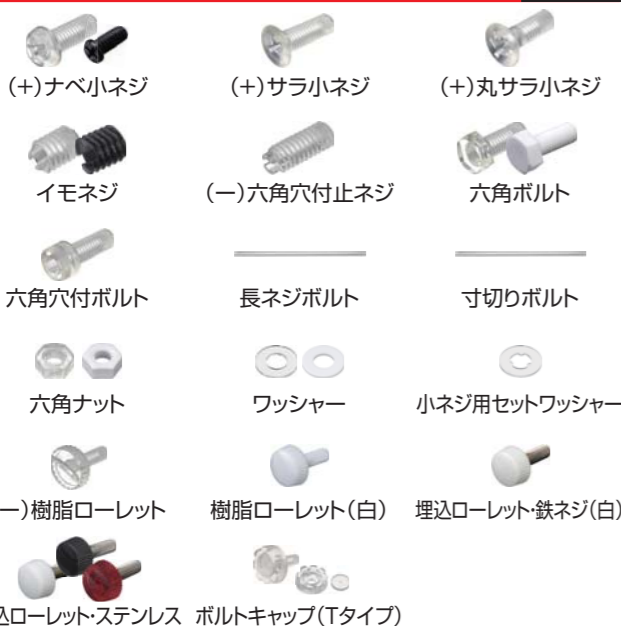 (+)ナベ小ネジ
(+)サラ小ネジ
(+)丸サラ小ネジ
イモネジ
(ー)六角穴付止ネジ
六角ボルト
六角穴付ボルト
長ネジボルト
寸切りボルト
六角ナット
ワッシャー
小ネジ用セットワッシャー
ー)樹脂ローレット
樹脂ローレット(白)
埋込ローレット・鉄ネジ(白)
込ローレット・ステンレス
ボルトキャップ(Tタイプ)